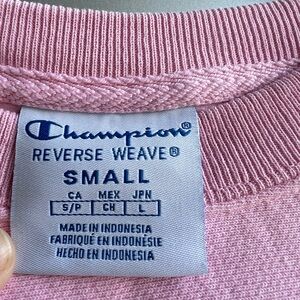 Champion®
REVERSE WEAVE®
SMALL
CA MEX JPN
S/P CH L
MADE IN INDONESIA
FABRIQUÉ EN INDONÉSIE
HECHO EN INDONESIA